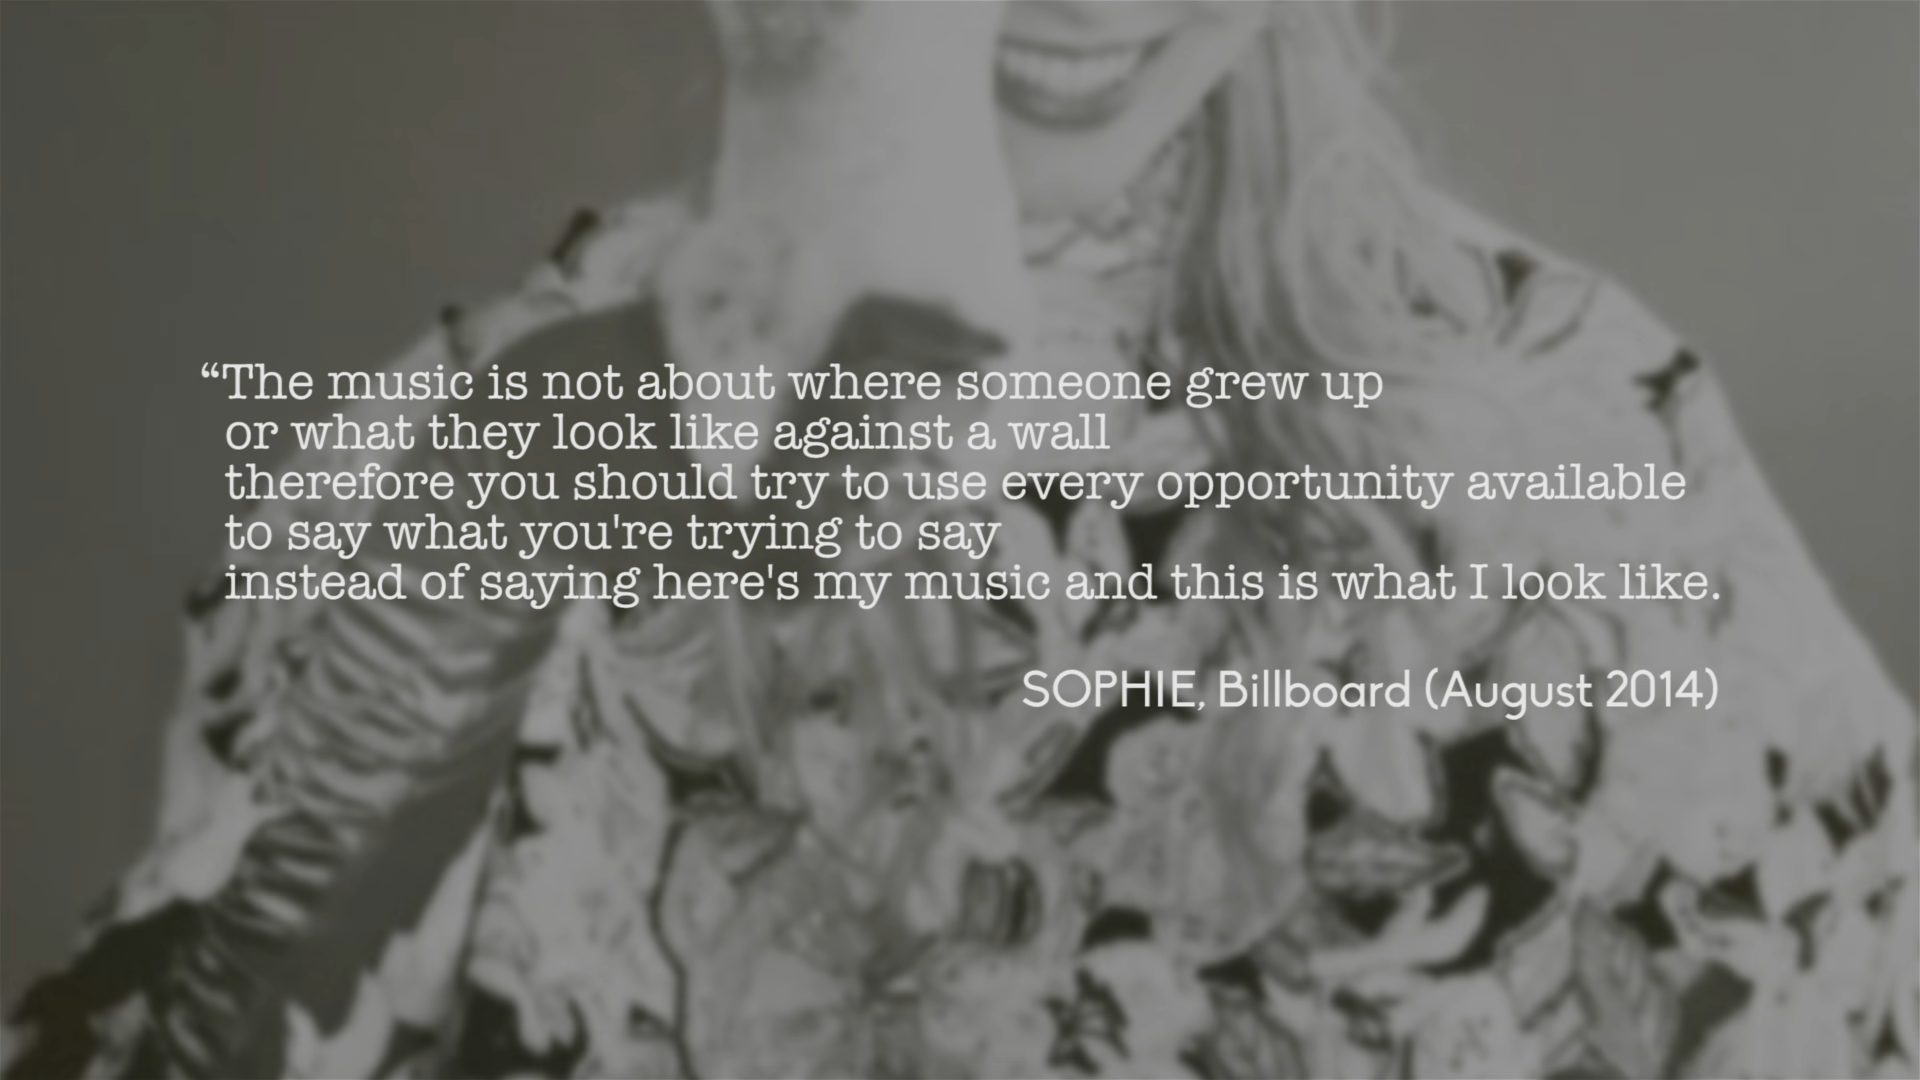 “The music is not about where someone grew up
or what they look like against a wall
therefore you should try to use every opportunity available
to say what you're trying to say
instead of saying here's my music and this is what I look like.
SOPHIE, Billboard (August 2014)